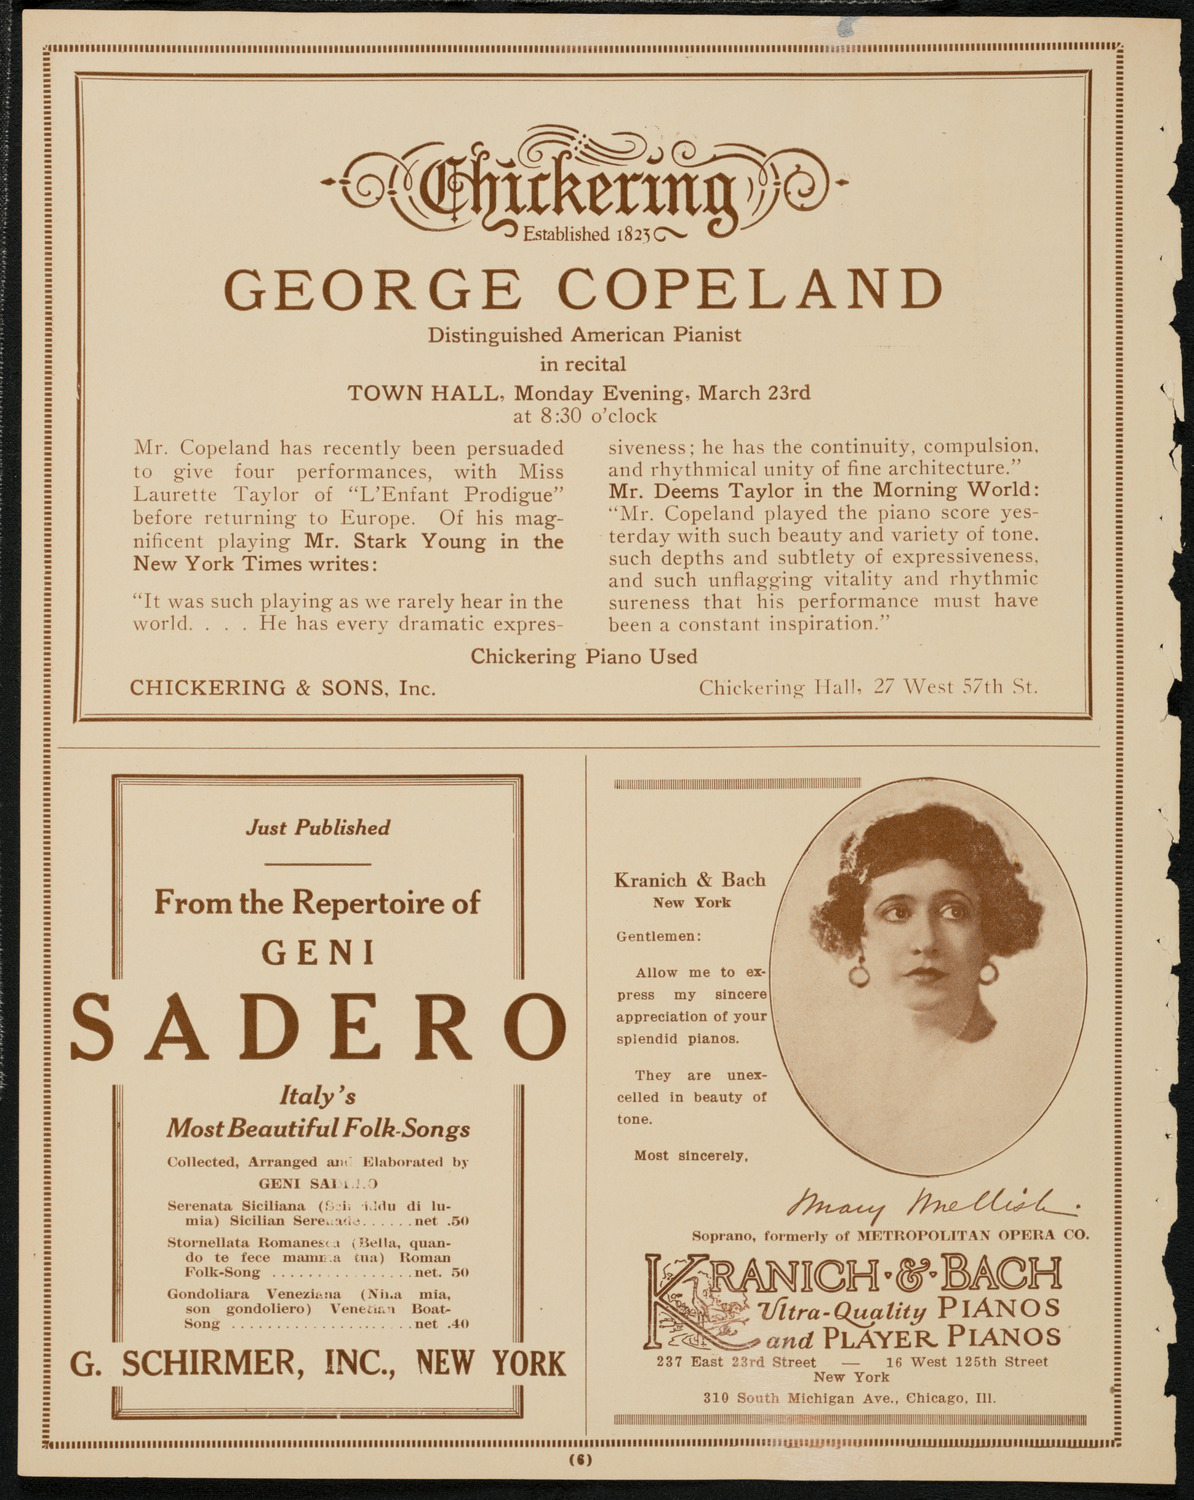 Chickering
Established 1823
GEORGE COPELAND
Distinguished American Pianist
in recital
TOWN HALL, Monday Evening, March 23rd
at 8:30 o'clock
Mr. Copeland has recently been persuaded
to give four performances, with Miss
Laurette Taylor of "L'Enfant Prodigue"
before returning to Europe. Of his mag-
nificent playing Mr. Stark Young in the
New York Times writes:
"It was such playing as we rarely hear in the
world. . . . He has every dramatic expres-
siveness; he has the continuity, compulsion,
and rhythmical unity of fine architecture."
Mr. Deems Taylor in the Morning World:
"Mr. Copeland played the piano score yes-
terday with such beauty and variety of tone,
such depths and subtlety of expressiveness,
and such unflagging vitality and rhythmic
sureness that his performance must have
been a constant inspiration."
Chickering Piano Used
CHICKERING & SONS, Inc.
Chickering Hall, 27 West 57th St.
Just Published
From the Repertoire of
GENI
SADERO
Italy's
Most Beautiful Folk-Songs
Collected, Arranged and Elaborated by
GENI SADERO
Serenata Siciliana ( di lu-
mia) Sicilian Serenade......net .50
Stornellata Romanesca (Bella, quan-
do te fece mamma tua) Roman
Folk-Song ................net. 50
Gondoliara Veneziana (Nina mia,
son gondoliero) Venetian Boat-
Song .....................net .40
G. SCHIRMER, INC., NEW YORK
Kranich & Bach
New York
Gentlemen:
Allow me to ex-
press my sincere
appreciation of your
splendid pianos.
They are unex-
celled in beauty of
tone.
Most sincerely,
Mary Mellish.
Soprano, formerly of METROPOLITAN OPERA CO.
KRANICH·&·BACH
Ultra-Quality PIANOS
and PLAYER PIANOS
237 East 23rd Street — 16 West 125th Street
New York
310 South Michigan Ave., Chicago, Ill.
(6)